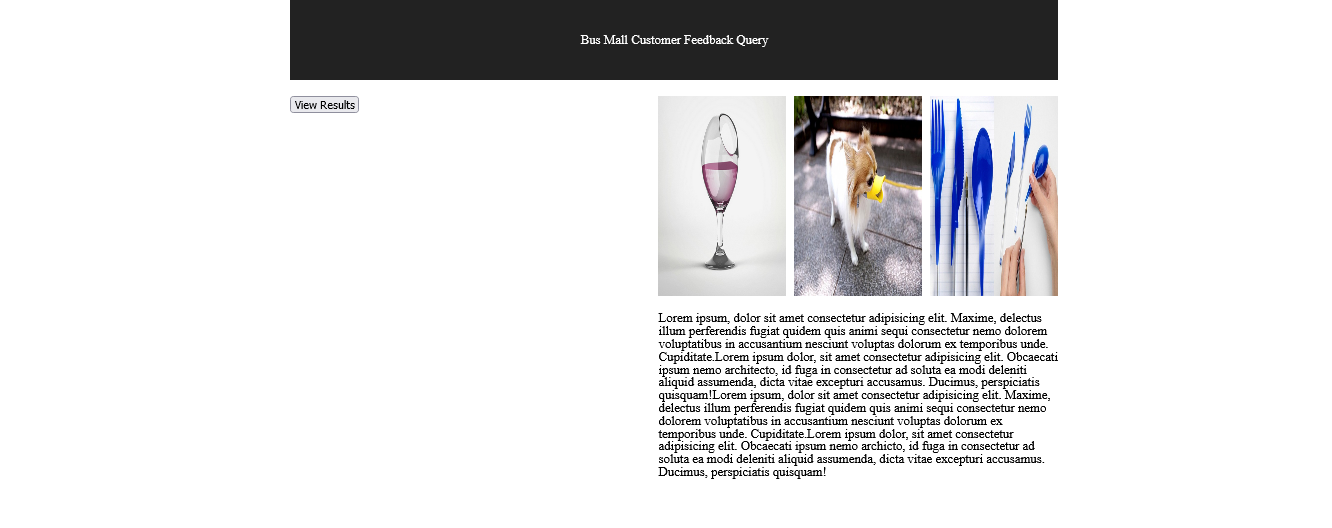 Bus Mall Customer Feedback Query
View Results
Lorem ipsum, dolor sit amet consectetur adipisicing elit. Maxime, delectus
illum perferendis fugiat quidem quis animi sequi consectetur nemo dolorem
voluptatibus in accusantium nesciunt voluptas dolorum ex temporibus unde.
Cupiditate.Lorem ipsum dolor, sit amet consectetur adipisicing elit. Obcaecati
ipsum nemo architecto, id fuga in consectetur ad soluta ea modi deleniti
aliquid assumenda, dicta vitae excepturi accusamus. Ducimus, perspiciatis
quisquam!Lorem ipsum, dolor sit amet consectetur adipisicing elit. Maxime,
delectus illum perferendis fugiat quidem quis animi sequi consectetur nemo
dolorem voluptatibus in accusantium nesciunt voluptas dolorum ex
temporibus unde. Cupiditate.Lorem ipsum dolor, sit amet consectetur
adipisicing elit. Obcaecati ipsum nemo archicto, id fuga in consectetur ad
soluta ea modi deleniti aliquid assumenda, dicta vitae excepturi accusamus.
Ducimus, perspiciatis quisquam!